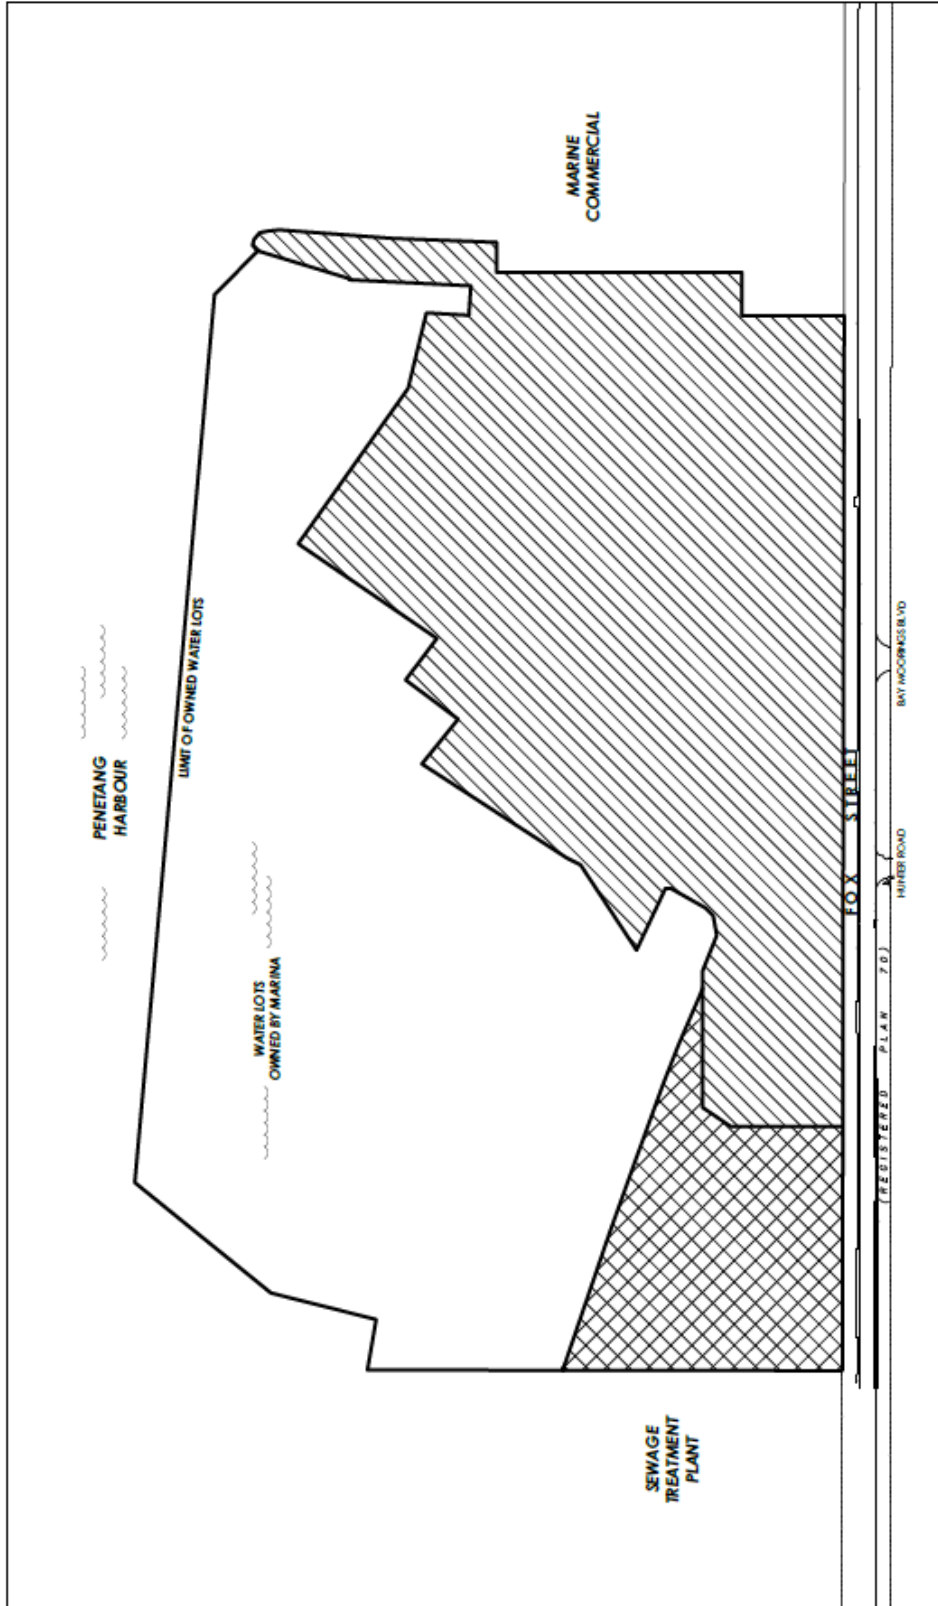 PENETANG
HARBOUR
LIMIT OF OWNED WATER LOTS
WATER LOTS
OWNED BY MARINA
MARINE
COMMERCIAL
SEWAGE
TREATMENT
PLANT
FOX STREET
(REGISTERED PLAN 70)
HUNTER ROAD
BAY MOORINGS BLVD